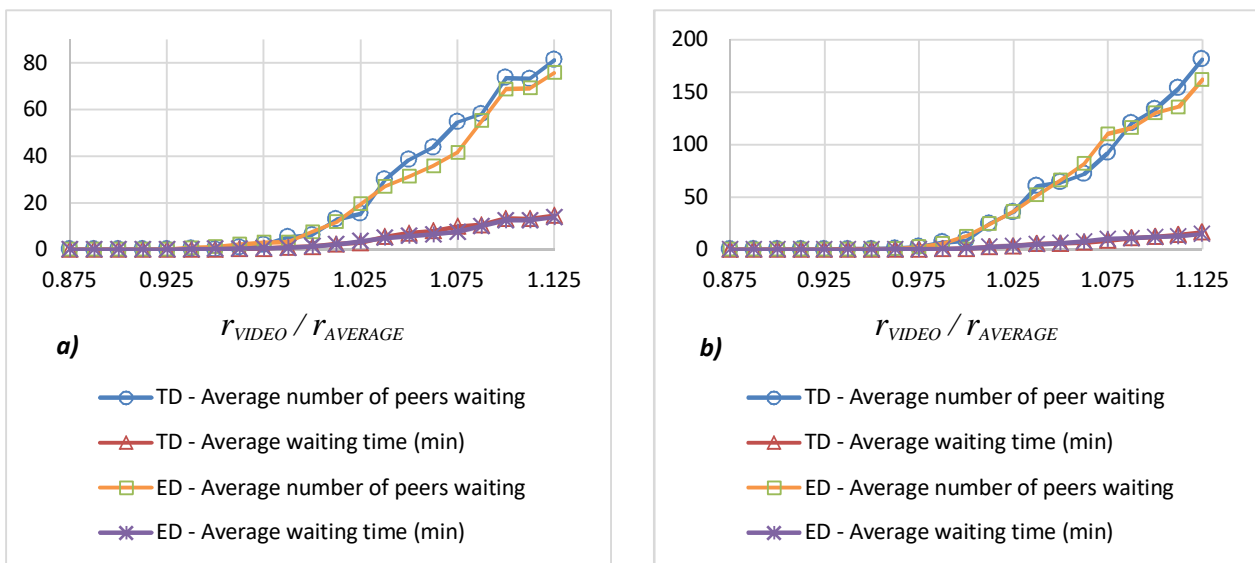 80
60
40
20
0
0.875 0.925 0.975 1.025 1.075 1.125
r_VIDEO / r_AVERAGE
a)
TD - Average number of peers waiting
TD - Average waiting time (min)
ED - Average number of peers waiting
ED - Average waiting time (min)
200
150
100
50
0
0.875 0.925 0.975 1.025 1.075 1.125
r_VIDEO / r_AVERAGE
b)
TD - Average number of peer waiting
TD - Average waiting time (min)
ED - Average number of peers waiting
ED - Average waiting time (min)